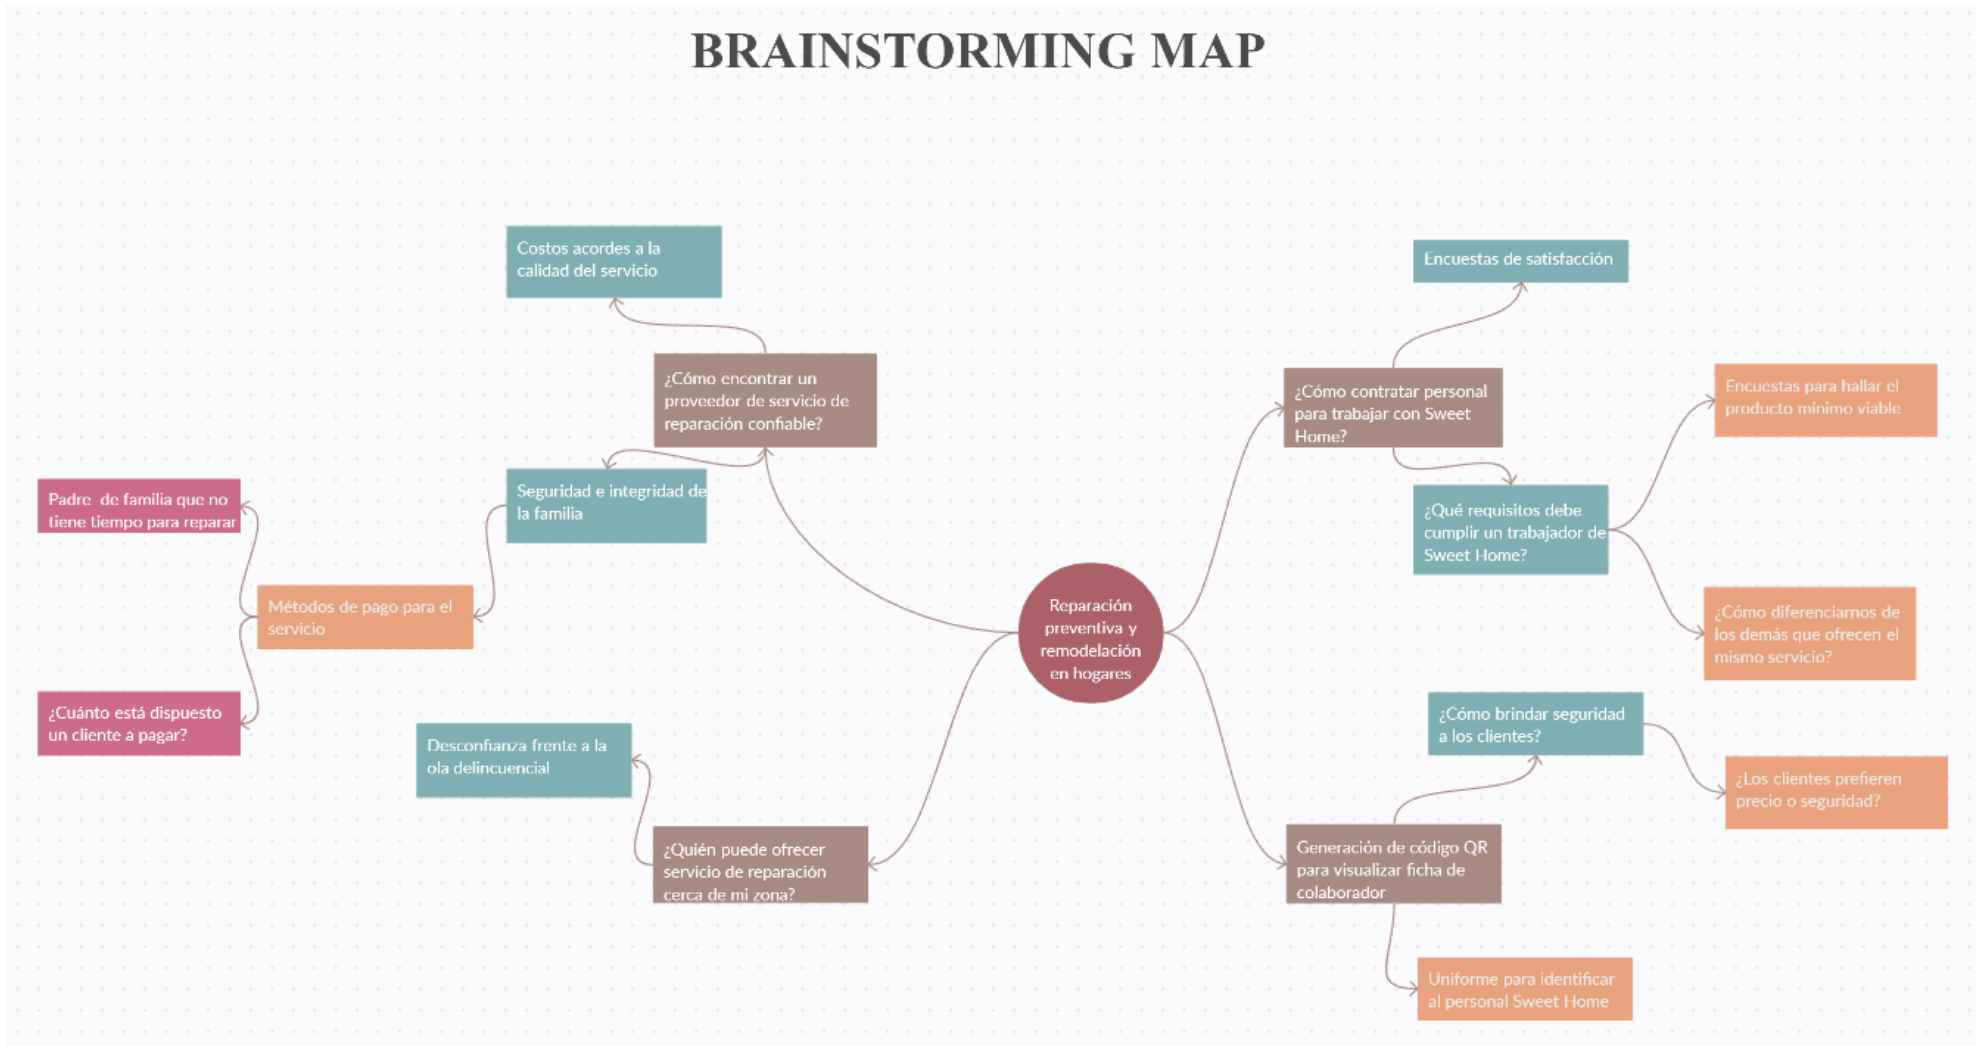 BRAINSTORMING MAP
Costos acordes a la
calidad del servicio
¿Cómo encontrar un
proveedor de servicio de
reparación confiable?
Seguridad e integridad de
la familia
Padre de familia que no
tiene tiempo para reparar
Métodos de pago para el
servicio
¿Cuánto está dispuesto
un cliente a pagar?
Desconfianza frente a la
ola delincuencial
¿Quién puede ofrecer
servicio de reparación
cerca de mi zona?
Reparación
preventiva y
remodelación
en hogares
Encuestas de satisfacción
¿Cómo contratar personal
para trabajar con Sweet
Home?
Encuestas para hallar el
producto mínimo viable
¿Qué requisitos debe
cumplir un trabajador de
Sweet Home?
¿Cómo diferenciarnos de
los demás que ofrecen el
mismo servicio?
¿Cómo brindar seguridad
a los clientes?
¿Los clientes prefieren
precio o seguridad?
Generación de código QR
para visualizar ficha de
colaborador
Uniforme para identificar
al personal Sweet Home